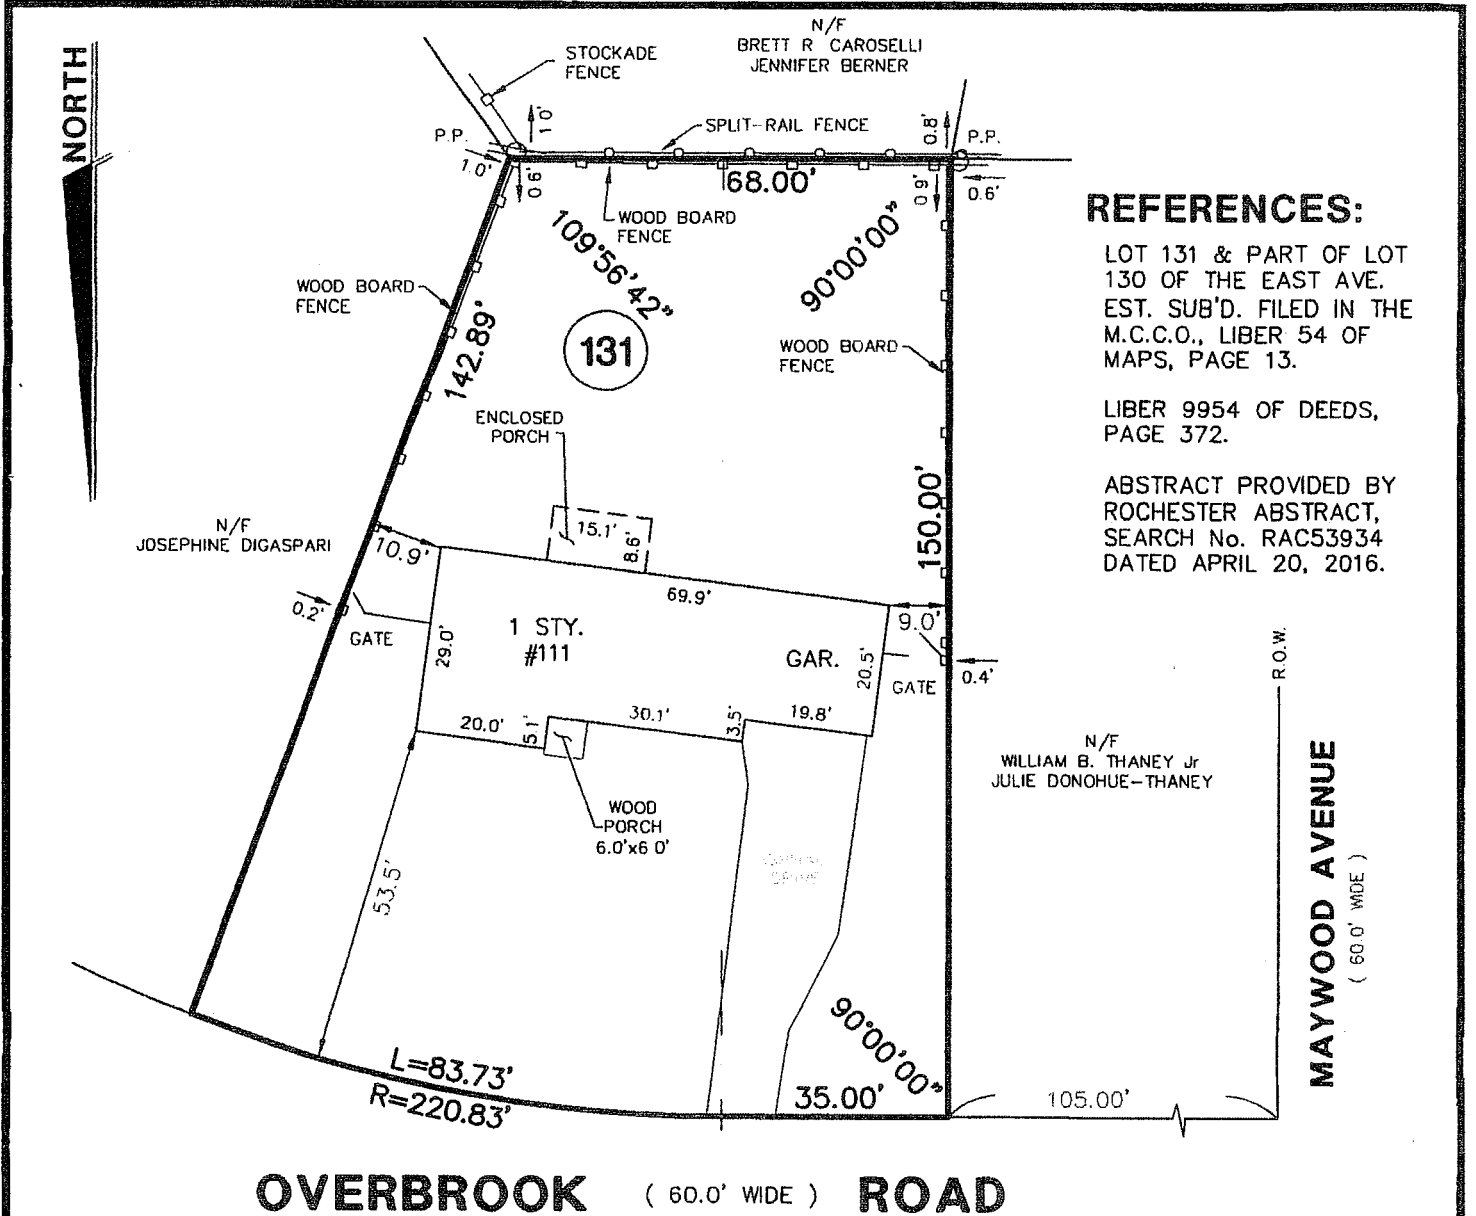 NORTH
N/F
BRETT R CAROSELLI
JENNIFER BERNER
STOCKADE
FENCE
P.P.
1.0'
1 0'
0.6'
SPLIT-RAIL FENCE
0.8'
P.P.
68.00'
0 9'
0.6'
WOOD BOARD
FENCE
109°56'42"
90°00'00"
WOOD BOARD
FENCE
142.89'
131
WOOD BOARD
FENCE
REFERENCES:
LOT 131 & PART OF LOT
130 OF THE EAST AVE.
EST. SUB'D. FILED IN THE
M.C.C.O., LIBER 54 OF
MAPS, PAGE 13.
LIBER 9954 OF DEEDS,
PAGE 372.
ABSTRACT PROVIDED BY
ROCHESTER ABSTRACT,
SEARCH No. RAC53934
DATED APRIL 20, 2016.
ENCLOSED
PORCH
15.1'
8.6'
150.00'
N/F
JOSEPHINE DIGASPARI
10.9'
69.9'
9.0'
0.2'
GATE
29.0'
1 STY.
#111
GAR.
20.5'
GATE
0.4'
20.0'
5.1'
30.1'
3.5'
19.8'
WOOD
PORCH
6.0'x6 0'
53.5'
N/F
WILLIAM B. THANEY Jr
JULIE DONOHUE-THANEY
R.O.W.
MAYWOOD AVENUE
( 60.0' WIDE )
L=83.73'
R=220.83'
90°00'00"
35.00'
105.00'
OVERBROOK ( 60.0' WIDE ) ROAD